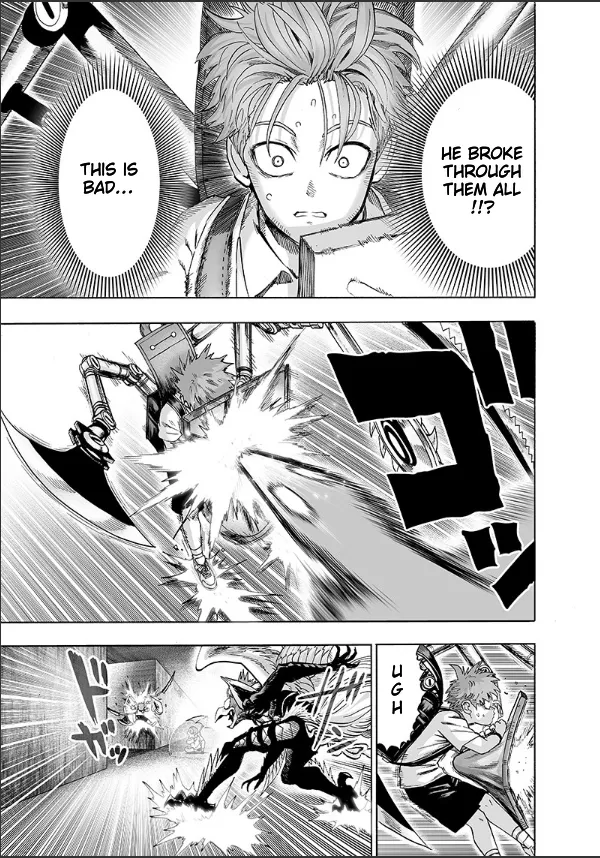 HE BROKE
THROUGH
THEM ALL
!!?
THIS IS
BAD...
ゴッ
U
G
H
ドガッ